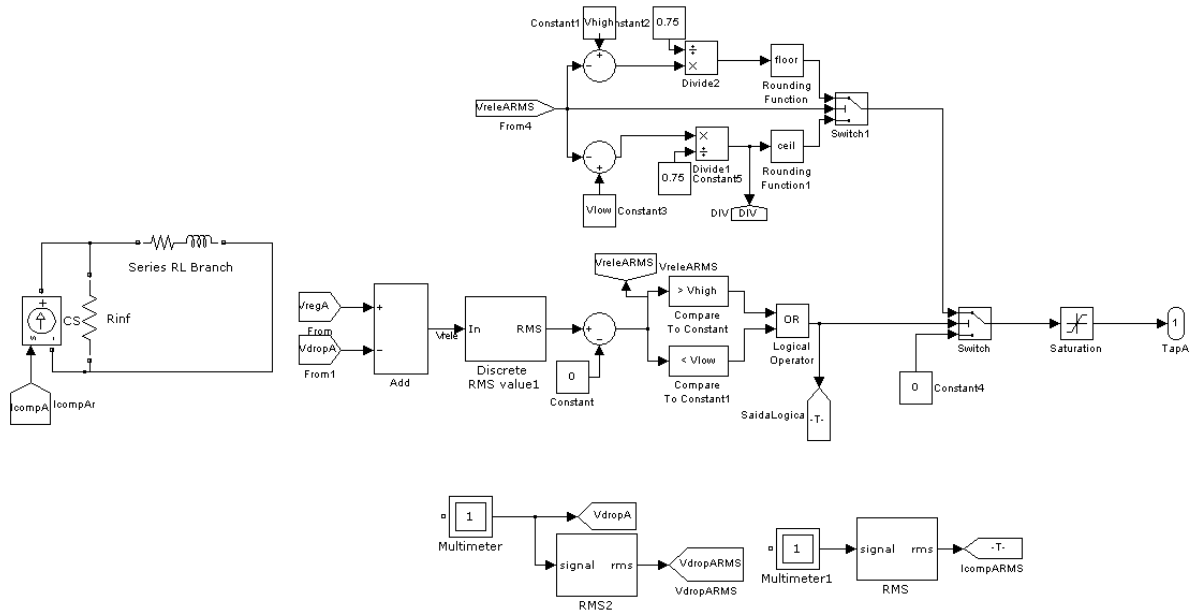 Constant1
Vhigh
nstant2
0.75
÷
×
Divide2
floor
Rounding
Function
VreleARMS
From4
Switch1
×
÷
Divide1
0.75
Constant5
ceil
Rounding
Function1
Vlow
Constant3
DIV
DIV
Series RL Branch
CS
Rinf
IcompA
IcompAr
VregA
From
VdropA
From1
Add
Vrele
In
RMS
Discrete
RMS value1
0
Constant
VreleARMS
VreleARMS
> Vhigh
Compare
To Constant
< Vlow
Compare
To Constant1
OR
Logical
Operator
SaidaLogica
-T-
Switch
0
Constant4
Saturation
1
TapA
1
Multimeter
VdropA
signal
rms
RMS2
VdropARMS
VdropARMS
1
Multimeter1
signal
rms
RMS
-T-
IcompARMS